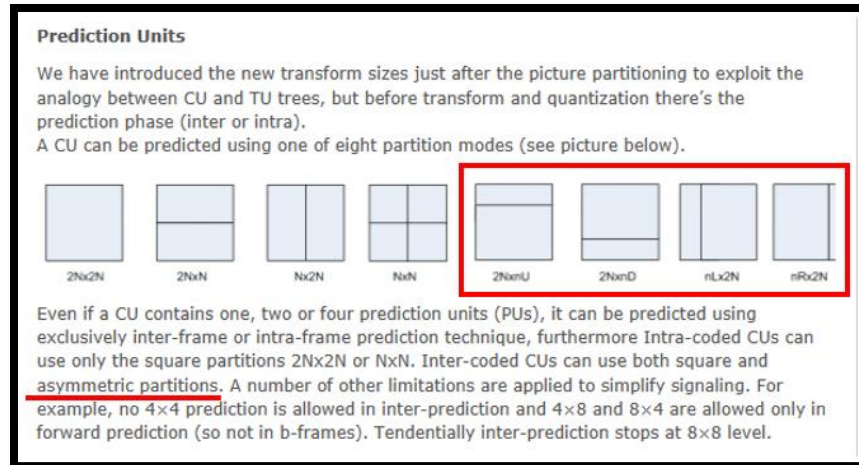 Prediction Units
We have introduced the new transform sizes just after the picture partitioning to exploit the
analogy between CU and TU trees, but before transform and quantization there's the
prediction phase (inter or intra).
A CU can be predicted using one of eight partition modes (see picture below).
2Nx2N 2NxN Nx2N NxN 2NxnU 2NxnD nLx2N nRx2N
Even if a CU contains one, two or four prediction units (PUs), it can be predicted using
exclusively inter-frame or intra-frame prediction technique, furthermore Intra-coded CUs can
use only the square partitions 2Nx2N or NxN. Inter-coded CUs can use both square and
asymmetric partitions. A number of other limitations are applied to simplify signaling. For
example, no 4×4 prediction is allowed in inter-prediction and 4×8 and 8×4 are allowed only in
forward prediction (so not in b-frames). Tendentially inter-prediction stops at 8×8 level.